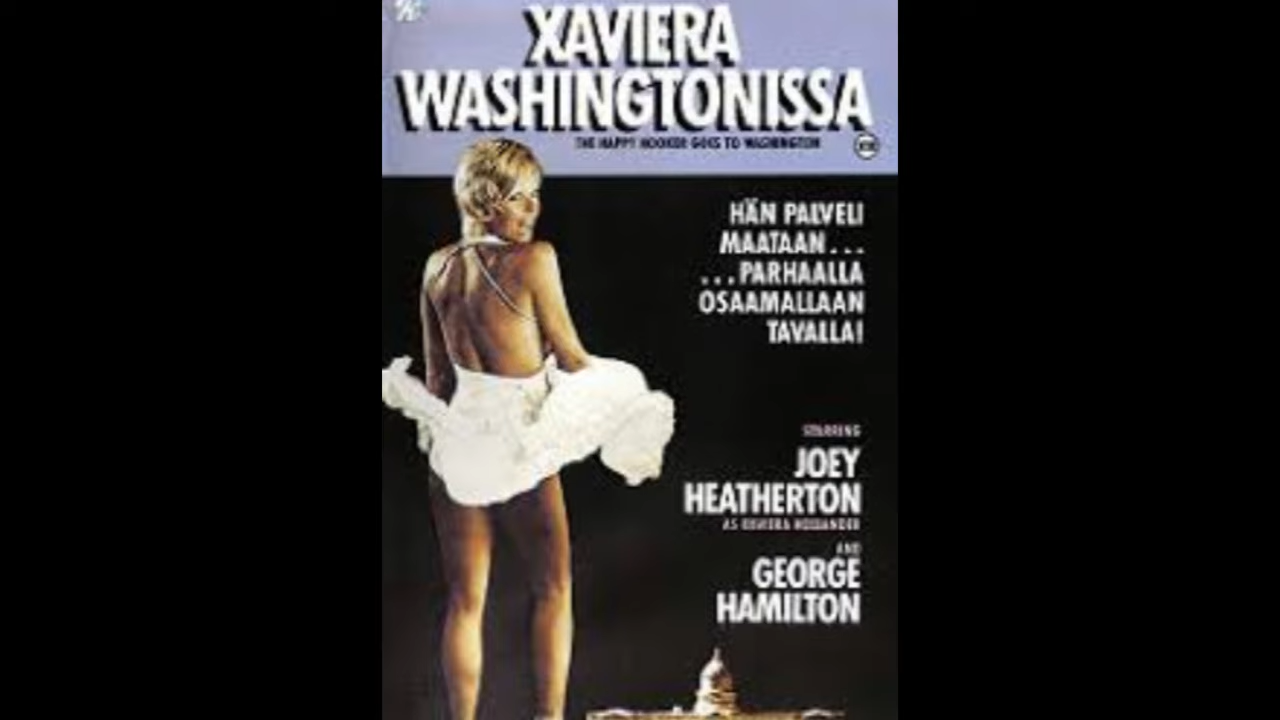 XAVIERA
WASHINGTONISSA
THE HAPPY HOOKER GOES TO WASHINGTON
HÄN PALVELI
MAATAAN...
...PARHAALLA
OSAAMALLAAN
TAVALLA!
STARRING
JOEY
HEATHERTON
AS XAVIERA HOLLANDER
AND
GEORGE
HAMILTON